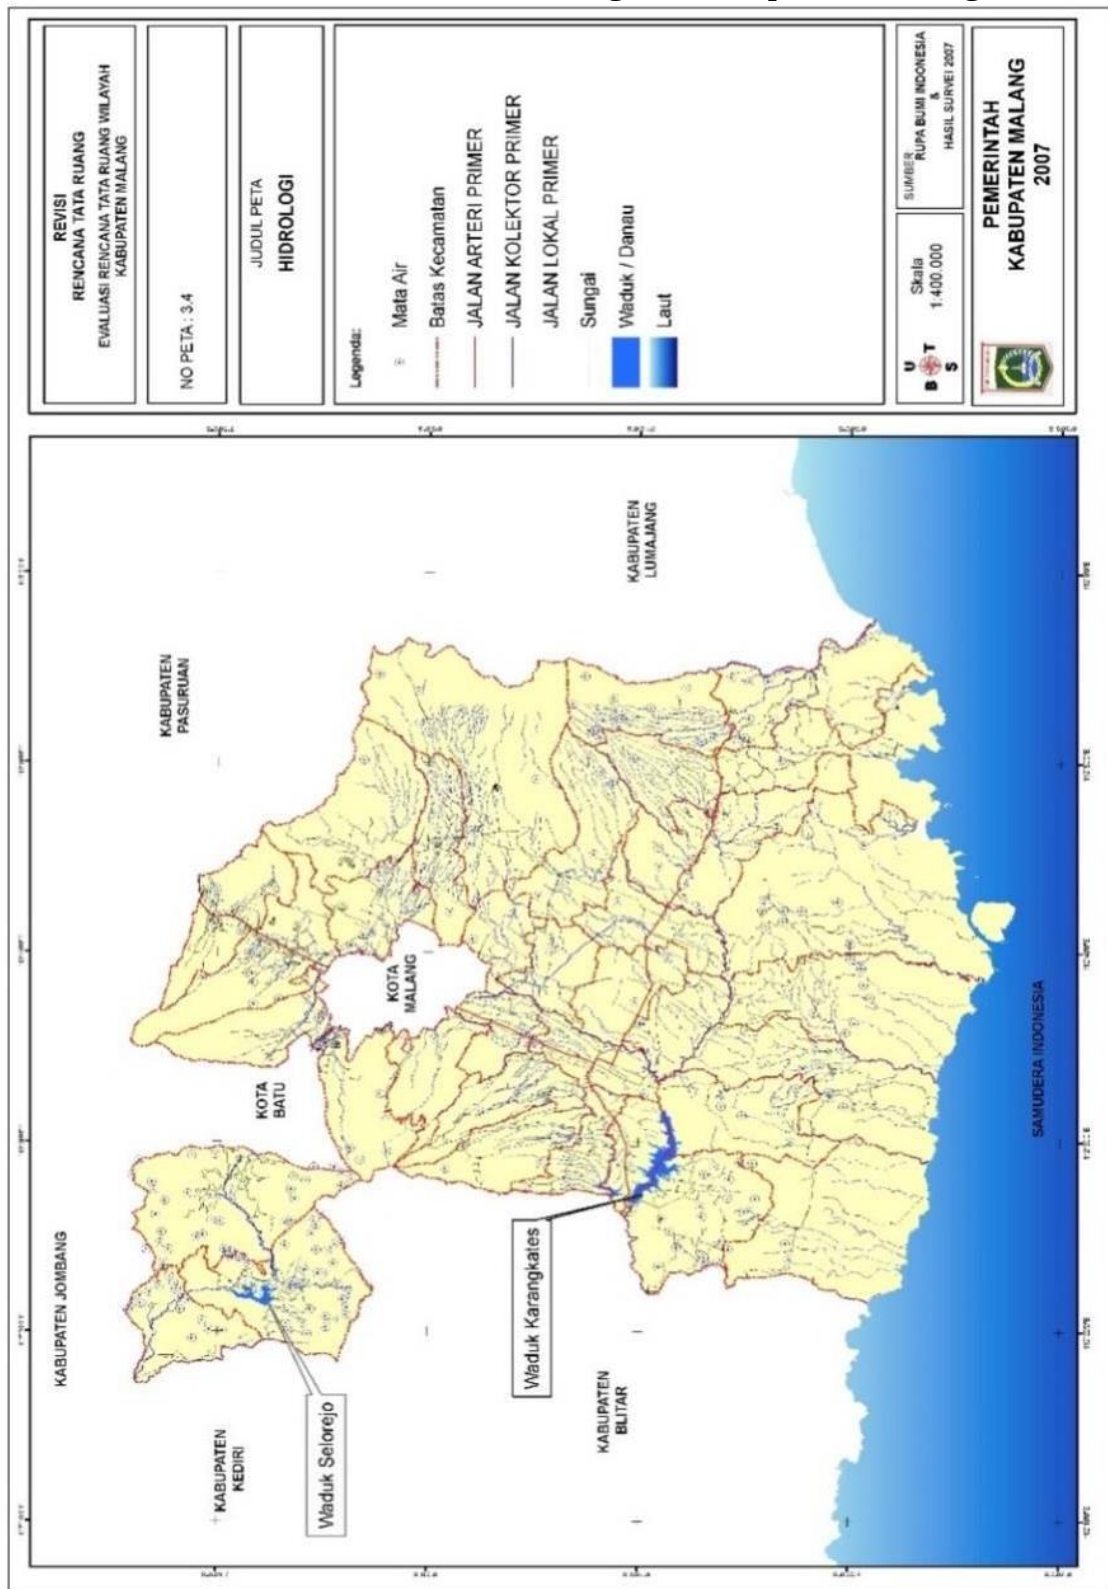 REVISI
RENCANA TATA RUANG
EVALUASI RENCANA TATA RUANG WILAYAH
KABUPATEN MALANG
NO PETA : 3.4
JUDUL PETA
HIDROLOGI
Legenda:
Mata Air
Batas Kecamatan
JALAN ARTERI PRIMER
JALAN KOLEKTOR PRIMER
JALAN LOKAL PRIMER
Sungai
Waduk / Danau
Laut
U
B T
S
Skala
1:400.000
SUMBER:
RUPA BUMI INDONESIA
&
HASIL SURVEI 2007
PEMERINTAH
KABUPATEN MALANG
2007
KABUPATEN JOMBANG
KABUPATEN
KEDIRI
Waduk Selorejo
KOTA
BATU
KABUPATEN
PASURUAN
KOTA
MALANG
Waduk Karangkates
KABUPATEN
BLITAR
KABUPATEN
LUMAJANG
SAMUDERA INDONESIA